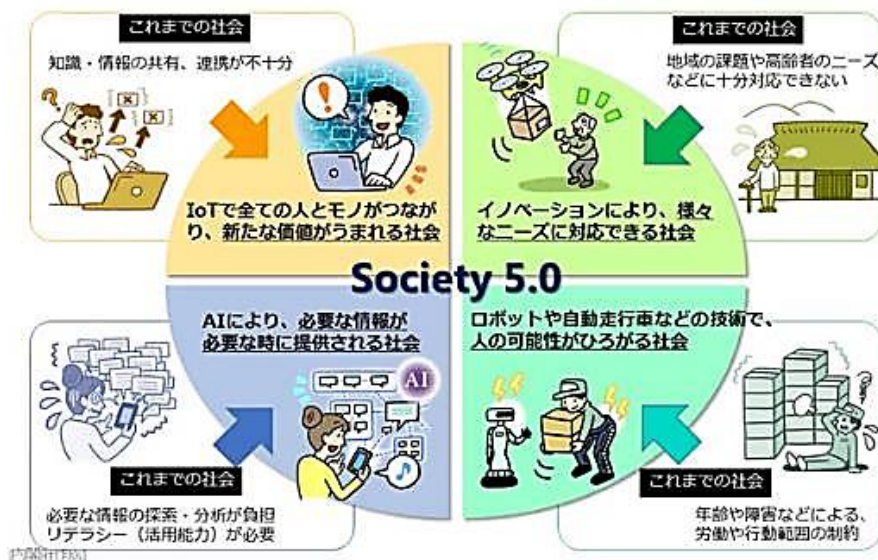 これまでの社会
知識・情報の共有、連携が不十分
IoTで全ての人とモノがつなが
り、新たな価値がうまれる社会
これまでの社会
地域の課題や高齢者のニーズ
などに十分対応できない
イノベーションにより、様々
なニーズに対応できる社会
Society 5.0
AIにより、必要な情報が
必要な時に提供される社会
AI
これまでの社会
必要な情報の探索・分析が負担
リテラシー（活用能力）が必要
ロボットや自動走行車などの技術で、
人の可能性がひろがる社会
これまでの社会
年齢や障害などによる、
労働や行動範囲の制約